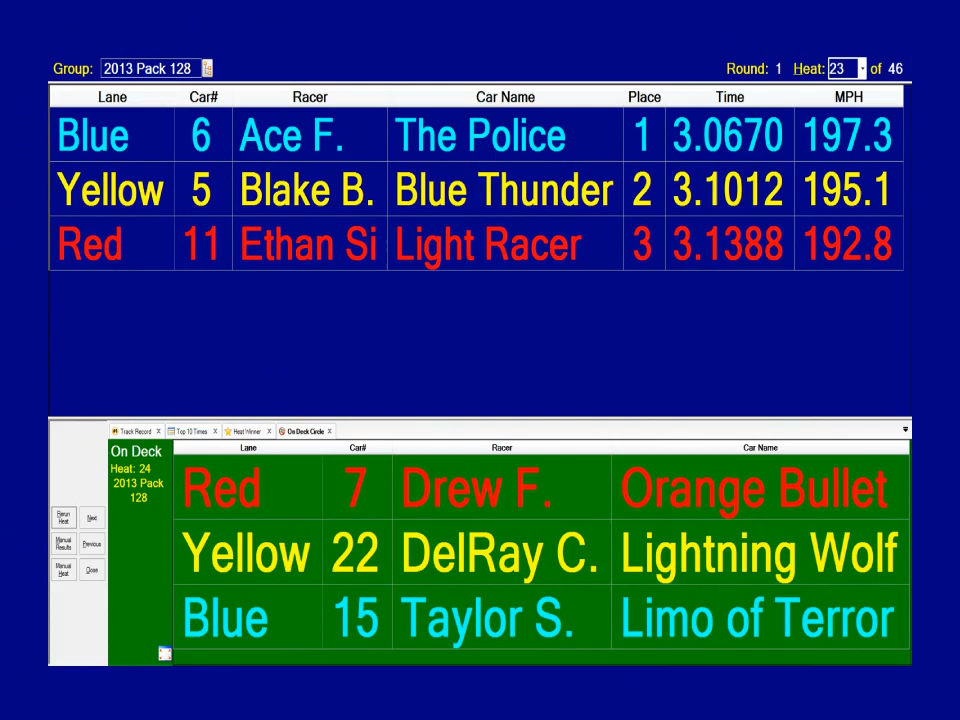 Group: 2013 Pack 128 Round: 1 Heat: 23 of 46
Lane Car# Racer Car Name Place Time MPH
Blue 6 Ace F. The Police 1 3.0670 197.3
Yellow 5 Blake B. Blue Thunder 2 3.1012 195.1
Red 11 Ethan Si Light Racer 3 3.1388 192.8
Track Record X Top 10 Times X Heat Winner X On Deck Circle X
On Deck
Heat: 24
2013 Pack
128
Lane Car# Racer Car Name
Red 7 Drew F. Orange Bullet
Yellow 22 DelRay C. Lightning Wolf
Blue 15 Taylor S. Limo of Terror
Rerun Heat Next
Manual Results Previous
Manual Heat Close